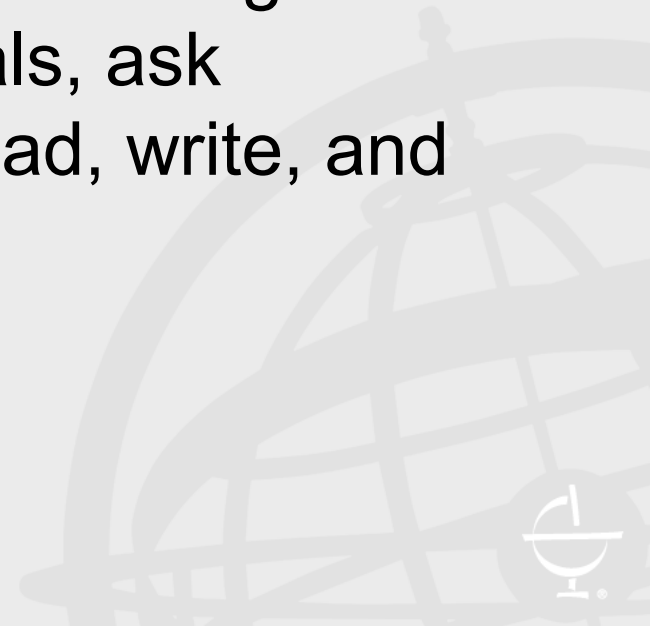 als, ask
ad, write, and